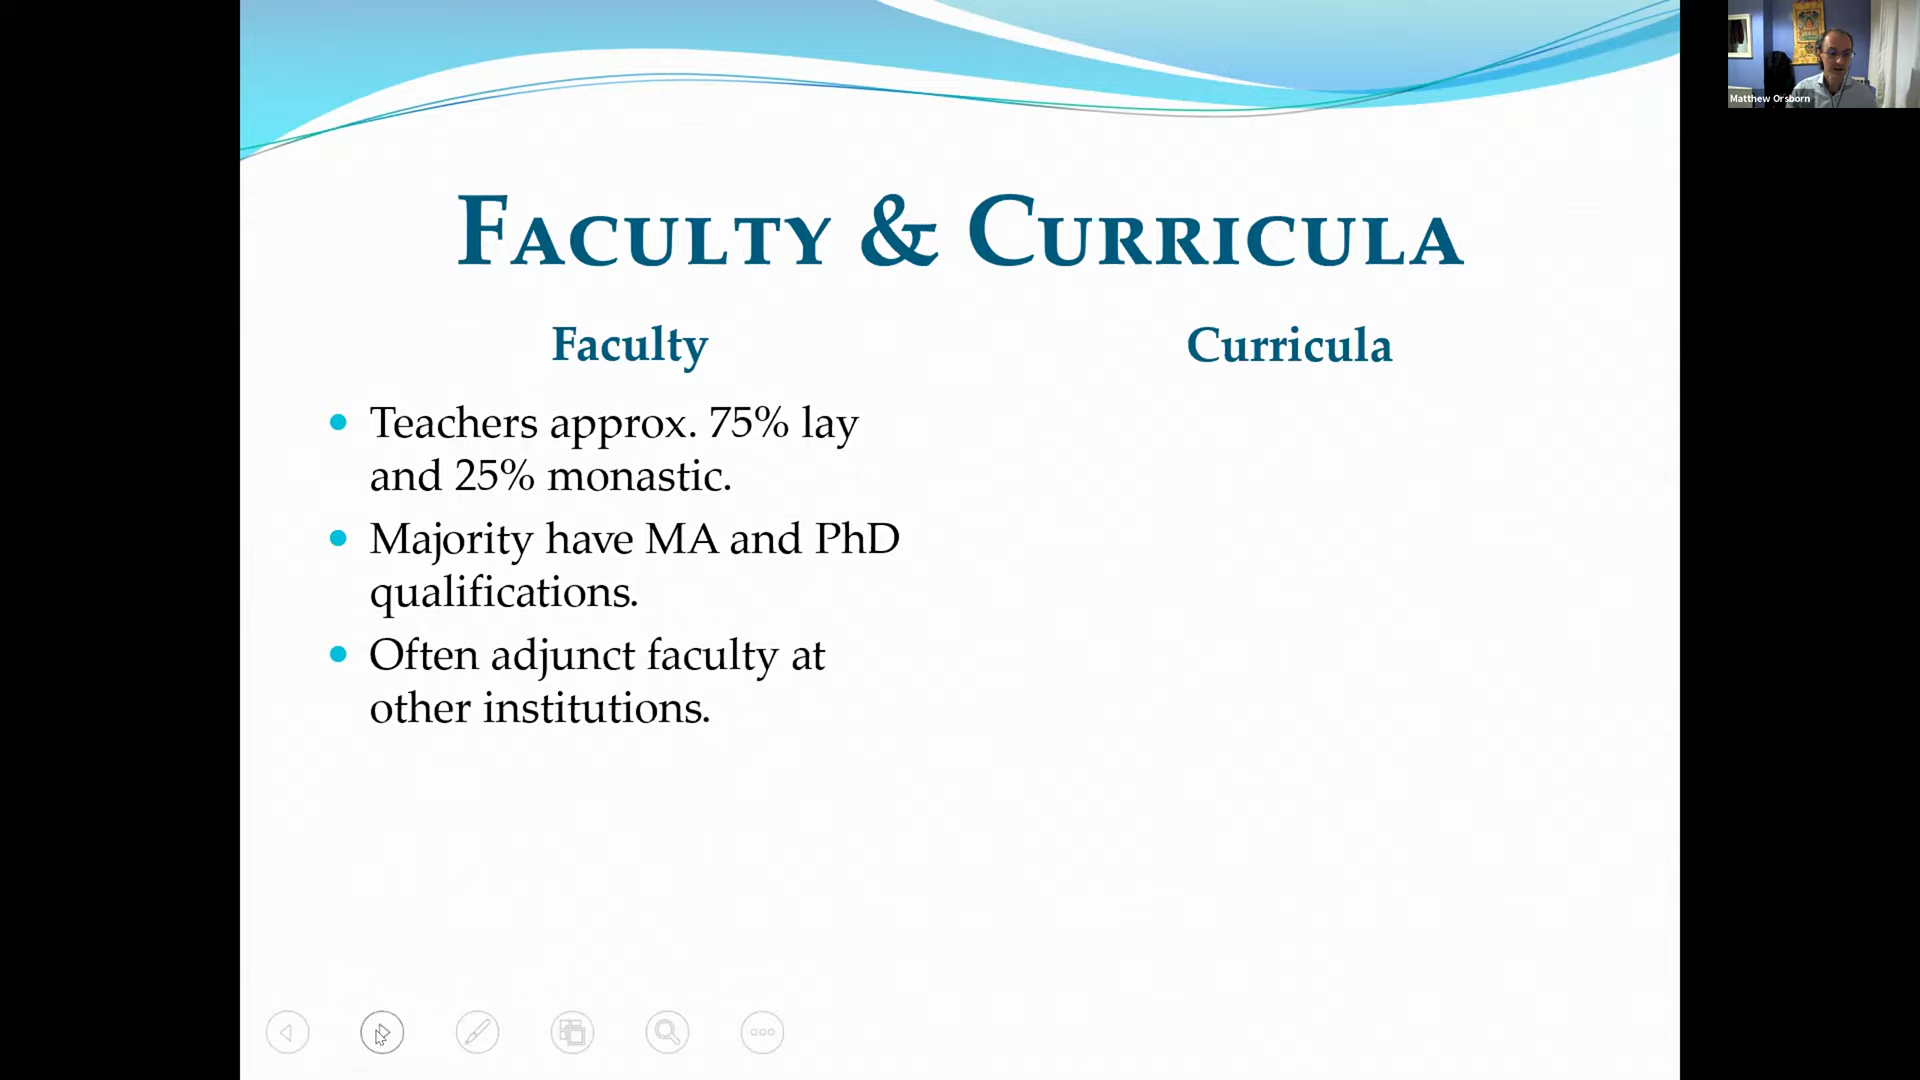 FACULTY & CURRICULA
Faculty
Teachers approx. 75% lay
and 25% monastic.
Majority have MA and PhD
qualifications.
Often adjunct faculty at
other institutions.
Curricula
Matthew Orsborn